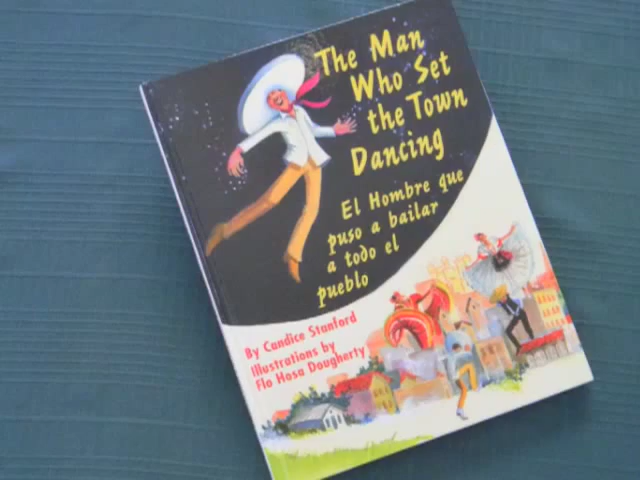 The Man
Who Set
the Town
Dancing
El Hombre que
puso a bailar
a todo el
pueblo
By Candice Stanford
Illustrations by
Flo Hosa Dougherty